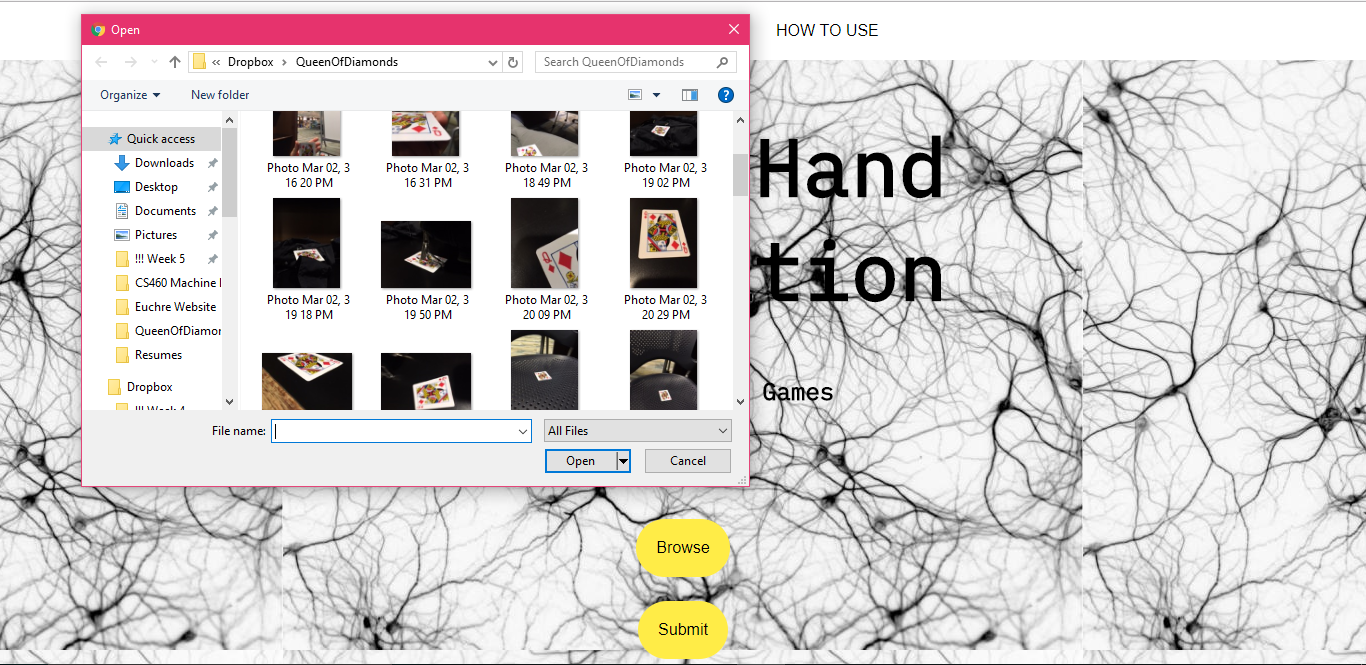 Open
HOW TO USE
« Dropbox › QueenOfDiamonds
Search QueenOfDiamonds
Organize
New folder
?
Quick access
Downloads
Desktop
Documents
Pictures
!!! Week 5
CS460 Machine
Euchre Website
QueenOfDiamon
Resumes
Dropbox
!!! Week 4
Photo Mar 02, 3
16 20 PM
Photo Mar 02, 3
16 31 PM
Photo Mar 02, 3
18 49 PM
Photo Mar 02, 3
19 02 PM
Photo Mar 02, 3
19 18 PM
Photo Mar 02, 3
19 50 PM
Photo Mar 02, 3
20 09 PM
Photo Mar 02, 3
20 29 PM
File name:
All Files
Open
Cancel
Hand
tion
Games
Browse
Submit